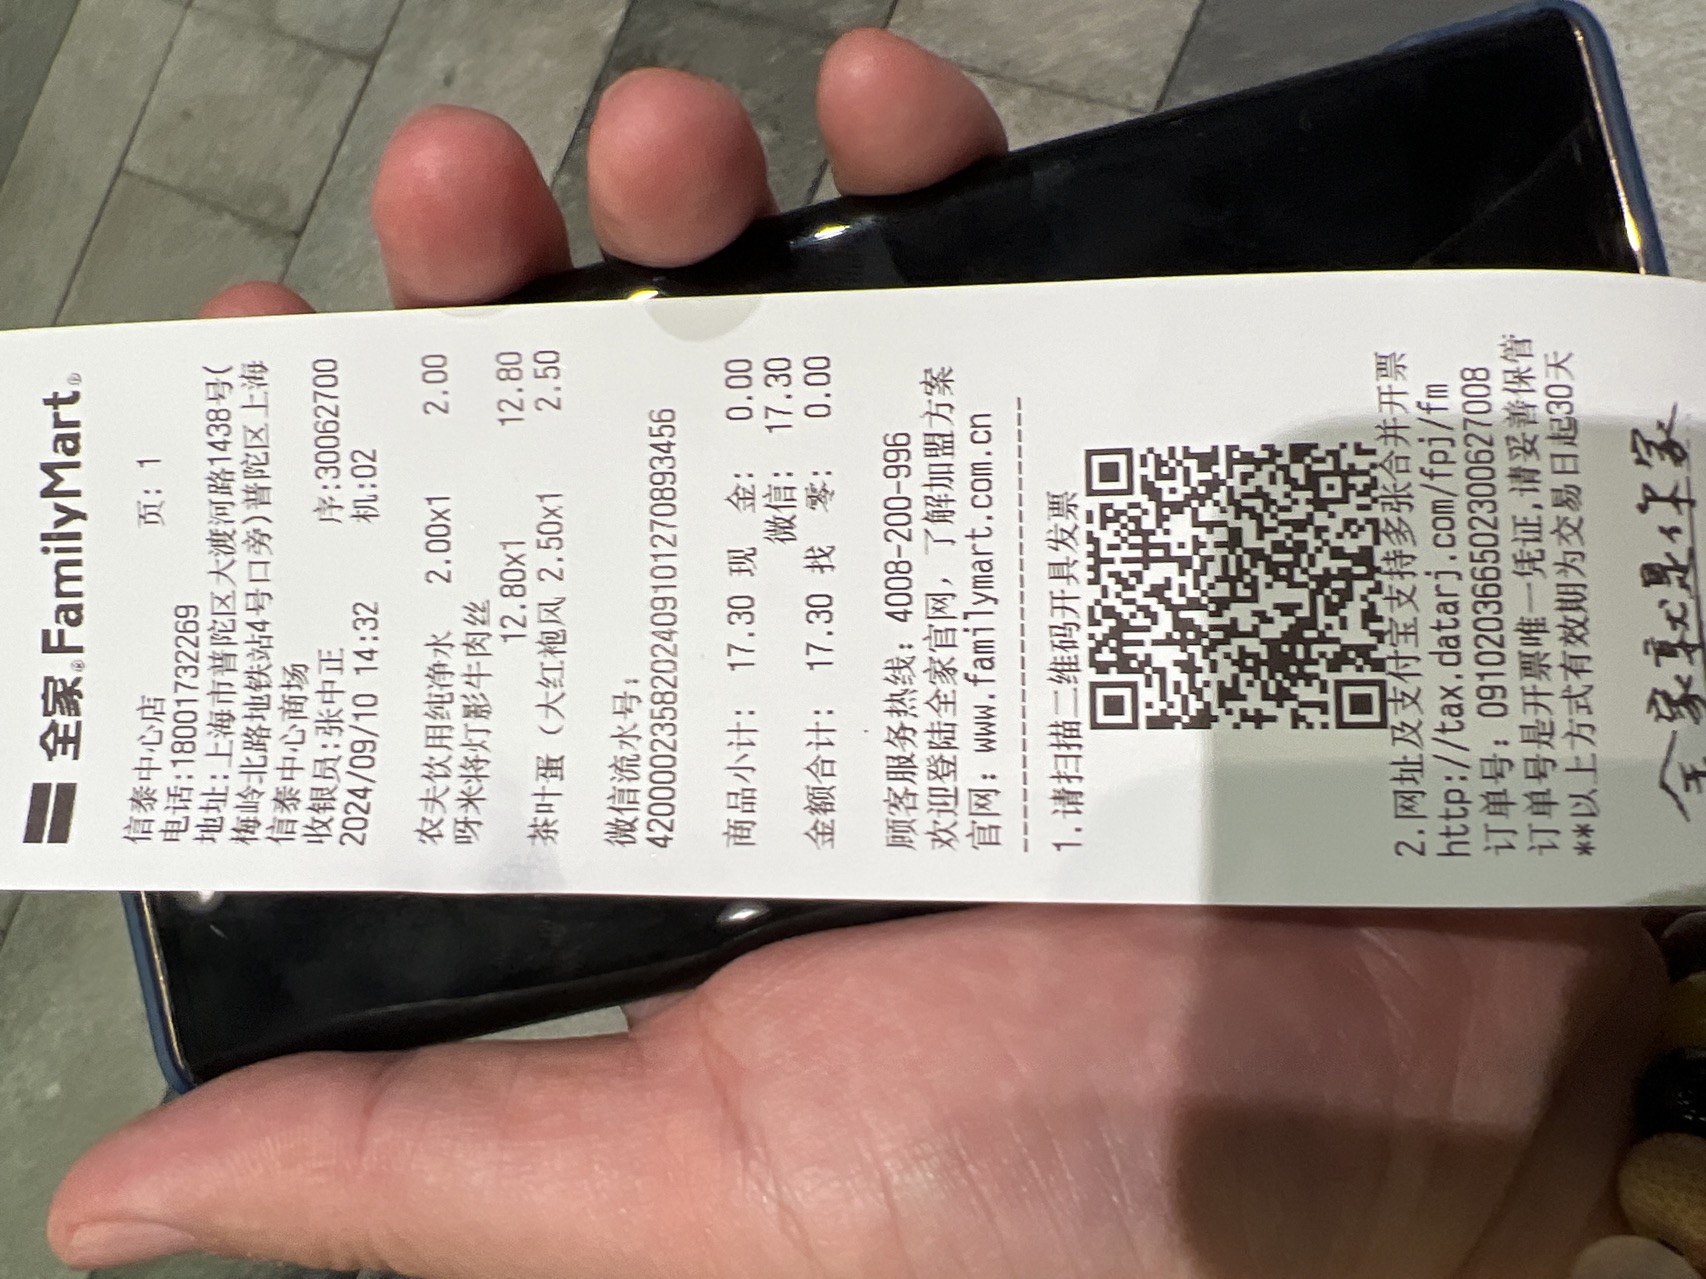 全家®FamilyMart®
信泰中心店 页: 1
电话:18001732269
地址:上海市普陀区大渡河路1438号(
梅岭北路地铁站4号口旁)普陀区上海
信泰中心商场
收银员:张中正 序:30062700
2024/09/10 14:32 机:02
农夫饮用纯净水 2.00x1 2.00
呀米将灯影牛肉丝
12.80x1 12.80
茶叶蛋（大红袍风 2.50x1 2.50
微信流水号:
4200002358202409101270893456
商品小计: 17.30 现 金: 0.00
微信: 17.30
金额合计: 17.30 找 零: 0.00
顾客服务热线: 4008-200-996
欢迎登陆全家官网，了解加盟方案
官网: www.familymart.com.cn
--------------------------------
1.请扫描二维码开具发票
2.网址及支付宝支持多张合并开票
http://tax.datarj.com/fpj/fm
订单号: 091020366502300627008
订单号是开票唯一凭证,请妥善保管
**以上方式有效期为交易日起30天
全家就是你家